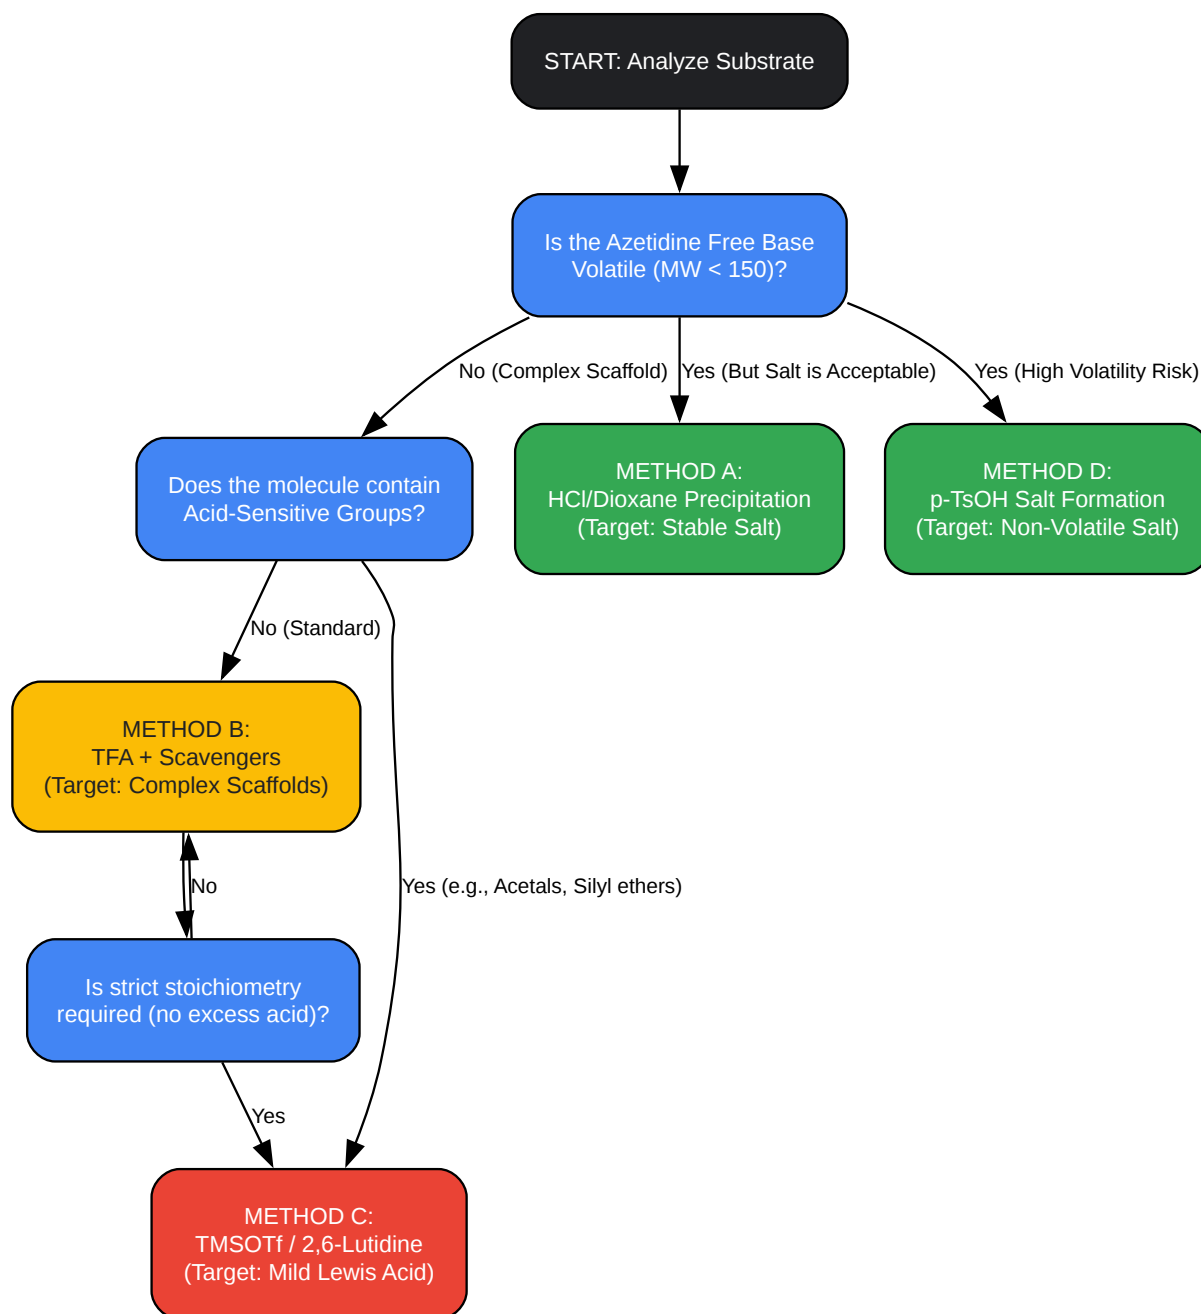 START: Analyze Substrate
Is the Azetidine Free Base
Volatile (MW < 150)?
No (Complex Scaffold)
Yes (But Salt is Acceptable)
Yes (High Volatility Risk)
Does the molecule contain
Acid-Sensitive Groups?
METHOD A:
HCl/Dioxane Precipitation
(Target: Stable Salt)
METHOD D:
p-TsOH Salt Formation
(Target: Non-Volatile Salt)
No (Standard)
METHOD B:
TFA + Scavengers
(Target: Complex Scaffolds)
No
Yes (e.g., Acetals, Silyl ethers)
Is strict stoichiometry
required (no excess acid)?
Yes
METHOD C:
TMSOTf / 2,6-Lutidine
(Target: Mild Lewis Acid)